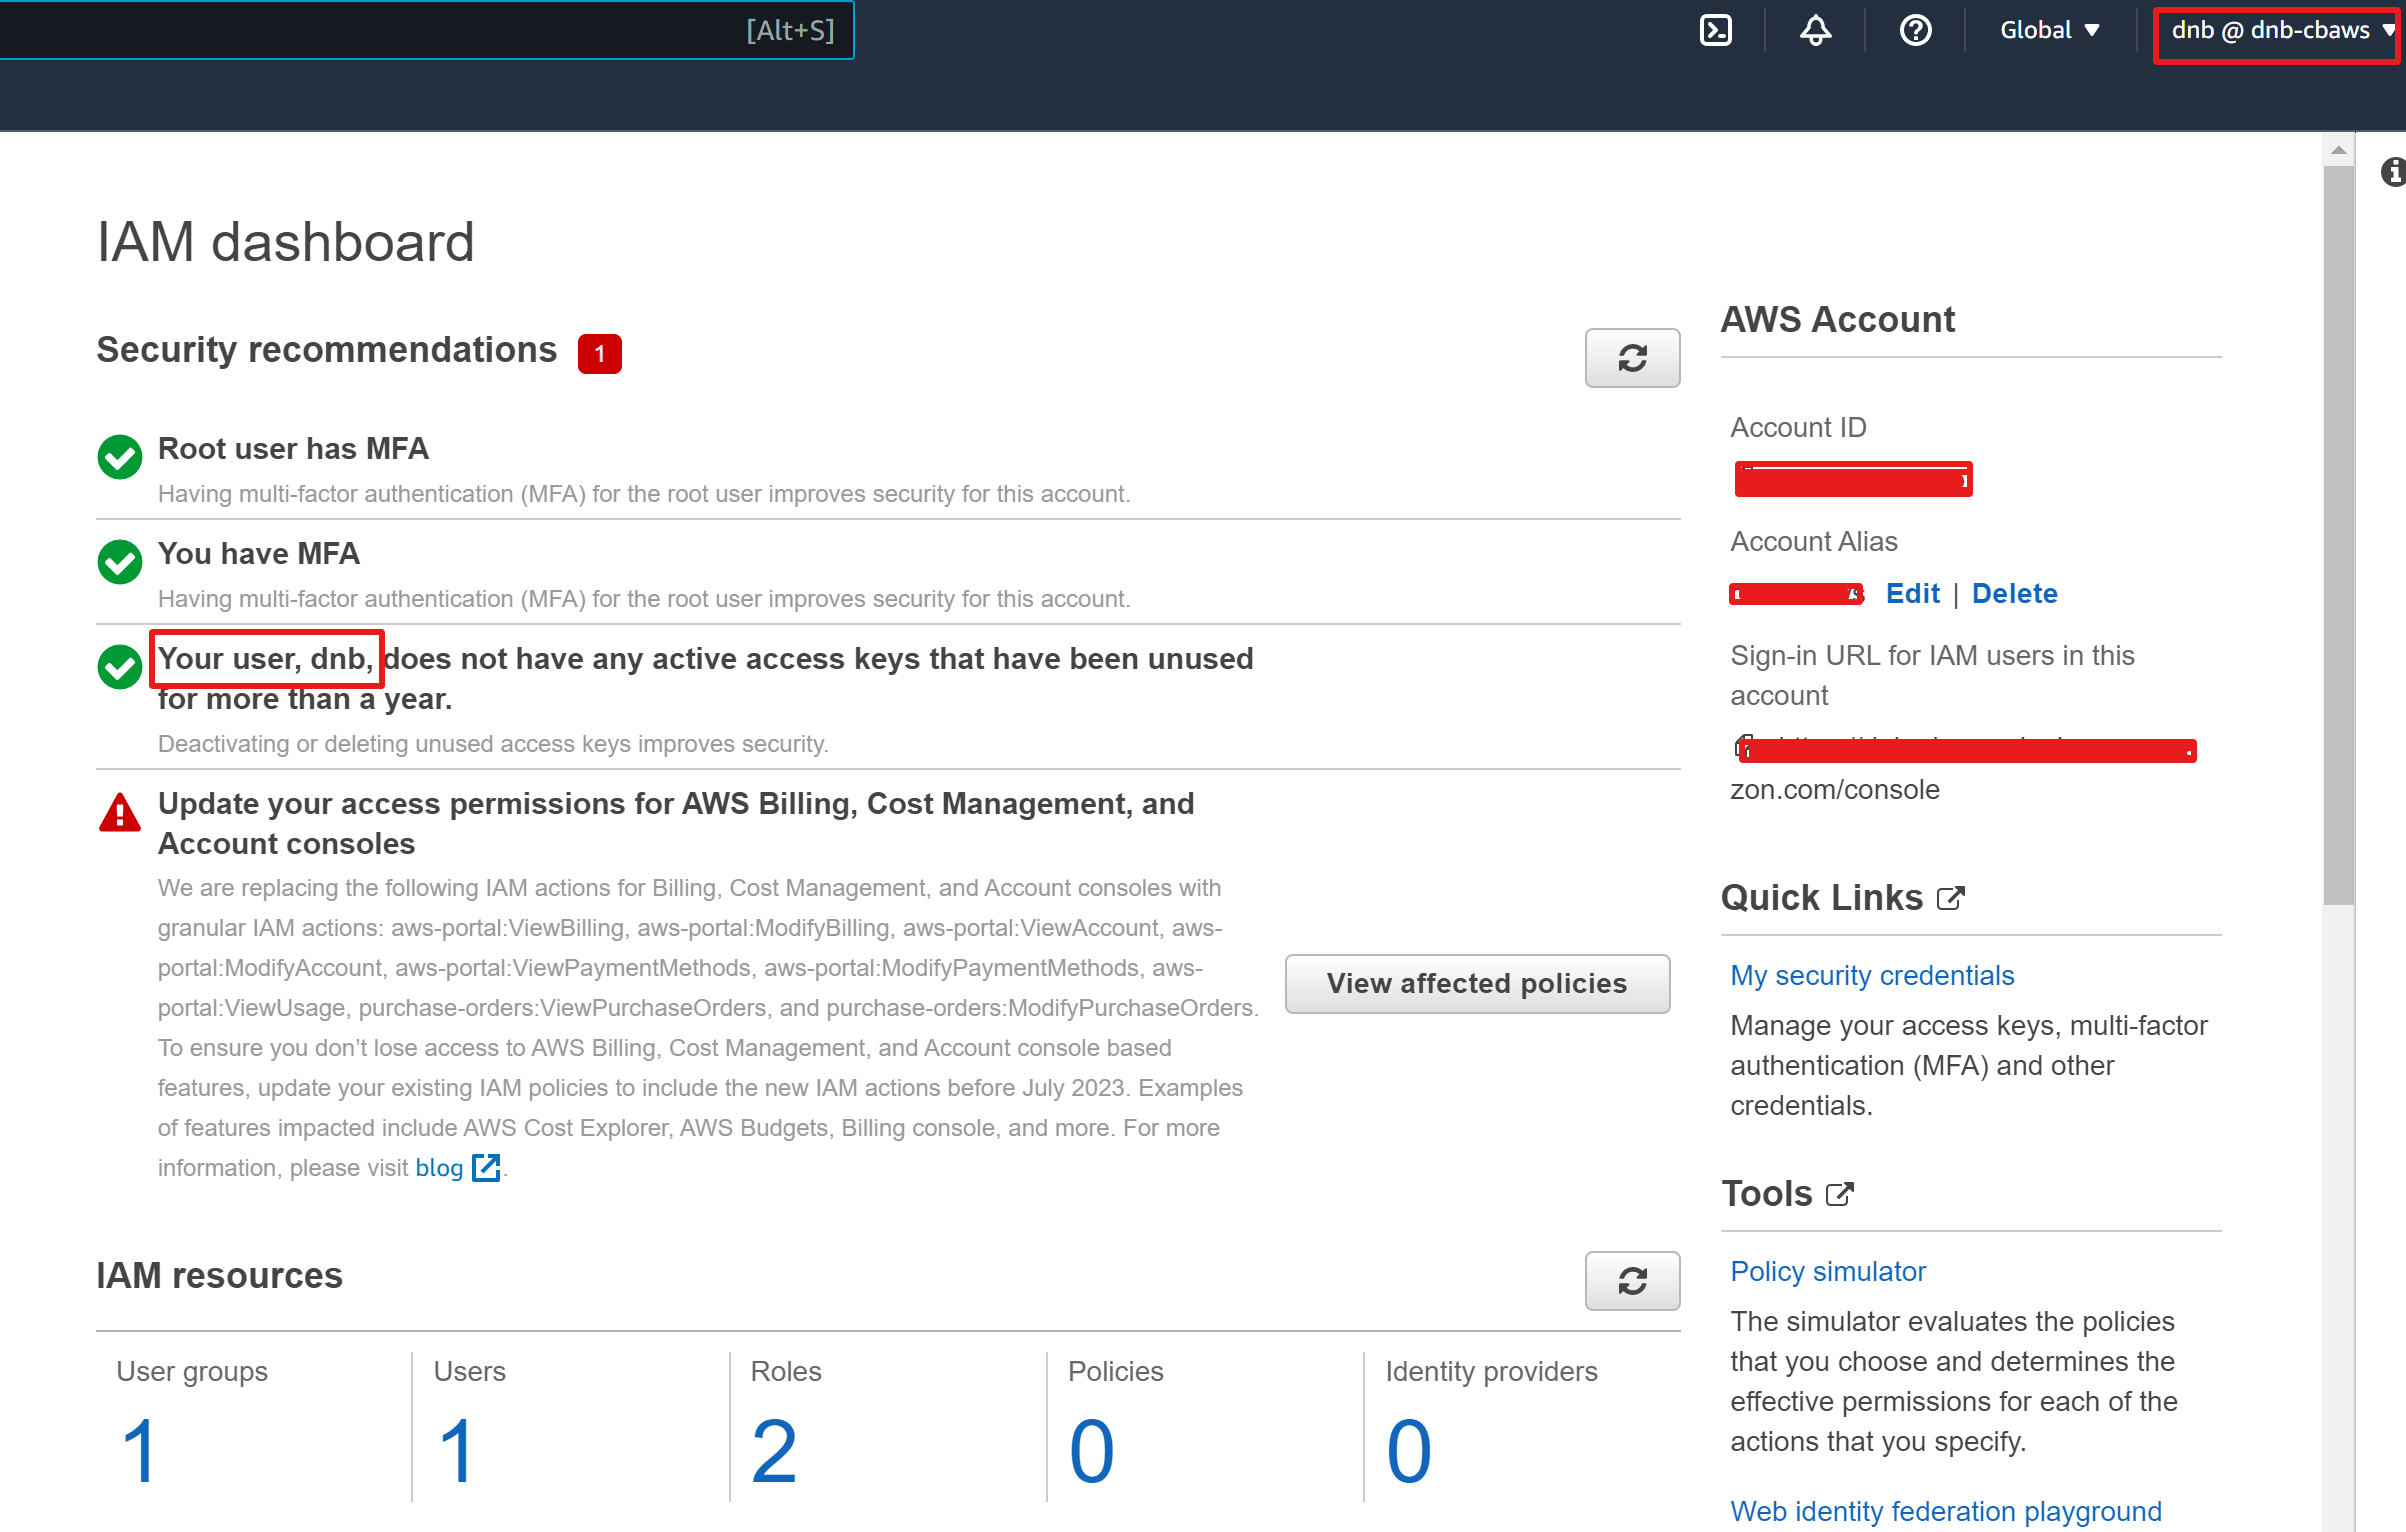 [Alt+S]
Global
dnb @ dnb-cbaws
IAM dashboard
Security recommendations 1
Root user has MFA
Having multi-factor authentication (MFA) for the root user improves security for this account.
You have MFA
Having multi-factor authentication (MFA) for the root user improves security for this account.
Your user, dnb, does not have any active access keys that have been unused
for more than a year.
Deactivating or deleting unused access keys improves security.
Update your access permissions for AWS Billing, Cost Management, and
Account consoles
We are replacing the following IAM actions for Billing, Cost Management, and Account consoles with
granular IAM actions: aws-portal:ViewBilling, aws-portal:ModifyBilling, aws-portal:ViewAccount, aws-
portal:ModifyAccount, aws-portal:ViewPaymentMethods, aws-portal:ModifyPaymentMethods, aws-
portal:ViewUsage, purchase-orders:ViewPurchaseOrders, and purchase-orders:ModifyPurchaseOrders.
To ensure you don’t lose access to AWS Billing, Cost Management, and Account console based
features, update your existing IAM policies to include the new IAM actions before July 2023. Examples
of features impacted include AWS Cost Explorer, AWS Budgets, Billing console, and more. For more
information, please visit blog .
View affected policies
IAM resources
User groups
1
Users
1
Roles
2
Policies
0
Identity providers
0
AWS Account
Account ID
Account Alias
Edit | Delete
Sign-in URL for IAM users in this
account
zon.com/console
Quick Links
My security credentials
Manage your access keys, multi-factor
authentication (MFA) and other
credentials.
Tools
Policy simulator
The simulator evaluates the policies
that you choose and determines the
effective permissions for each of the
actions that you specify.
Web identity federation playground